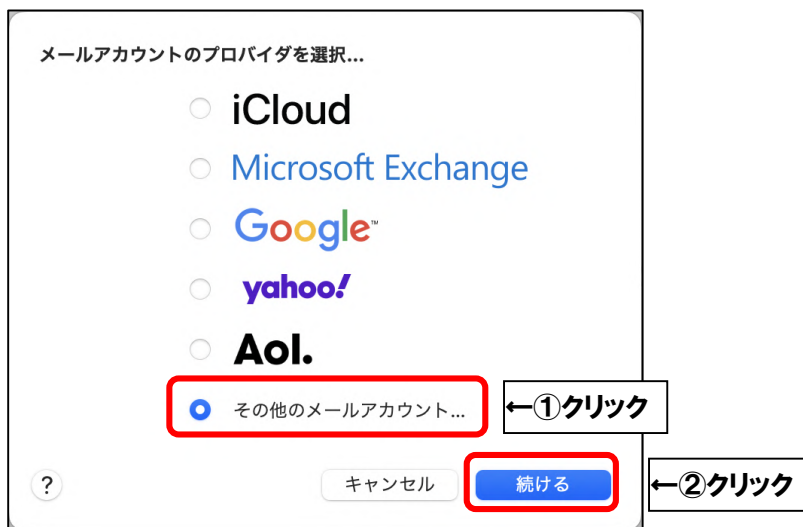 メールアカウントのプロバイダを選択...
iCloud
Microsoft Exchange
Google™
yahoo!
Aol.
その他のメールアカウント...
←①クリック
?
キャンセル
続ける
←②クリック